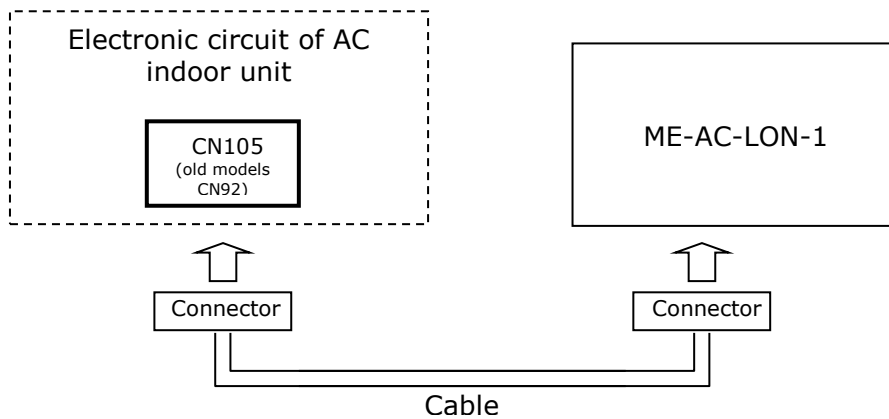 Electronic circuit of AC
indoor unit
CN105
(old models
CN92)
ME-AC-LON-1
Connector
Connector
Cable